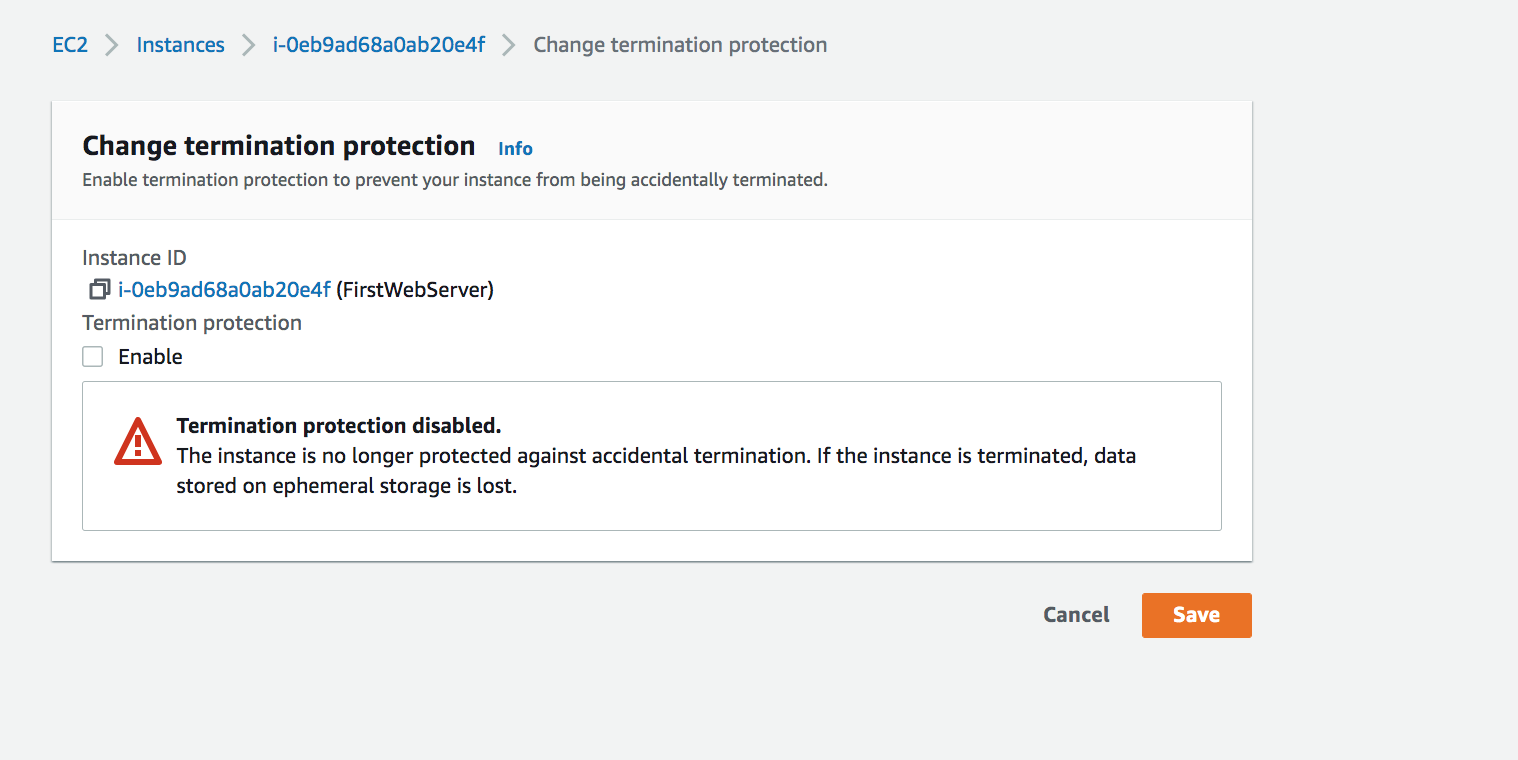 EC2 > Instances > i-0eb9ad68a0ab20e4f > Change termination protection
Change termination protection Info
Enable termination protection to prevent your instance from being accidentally terminated.
Instance ID
i-0eb9ad68a0ab20e4f (FirstWebServer)
Termination protection
Enable
Termination protection disabled.
The instance is no longer protected against accidental termination. If the instance is terminated, data
stored on ephemeral storage is lost.
Cancel Save